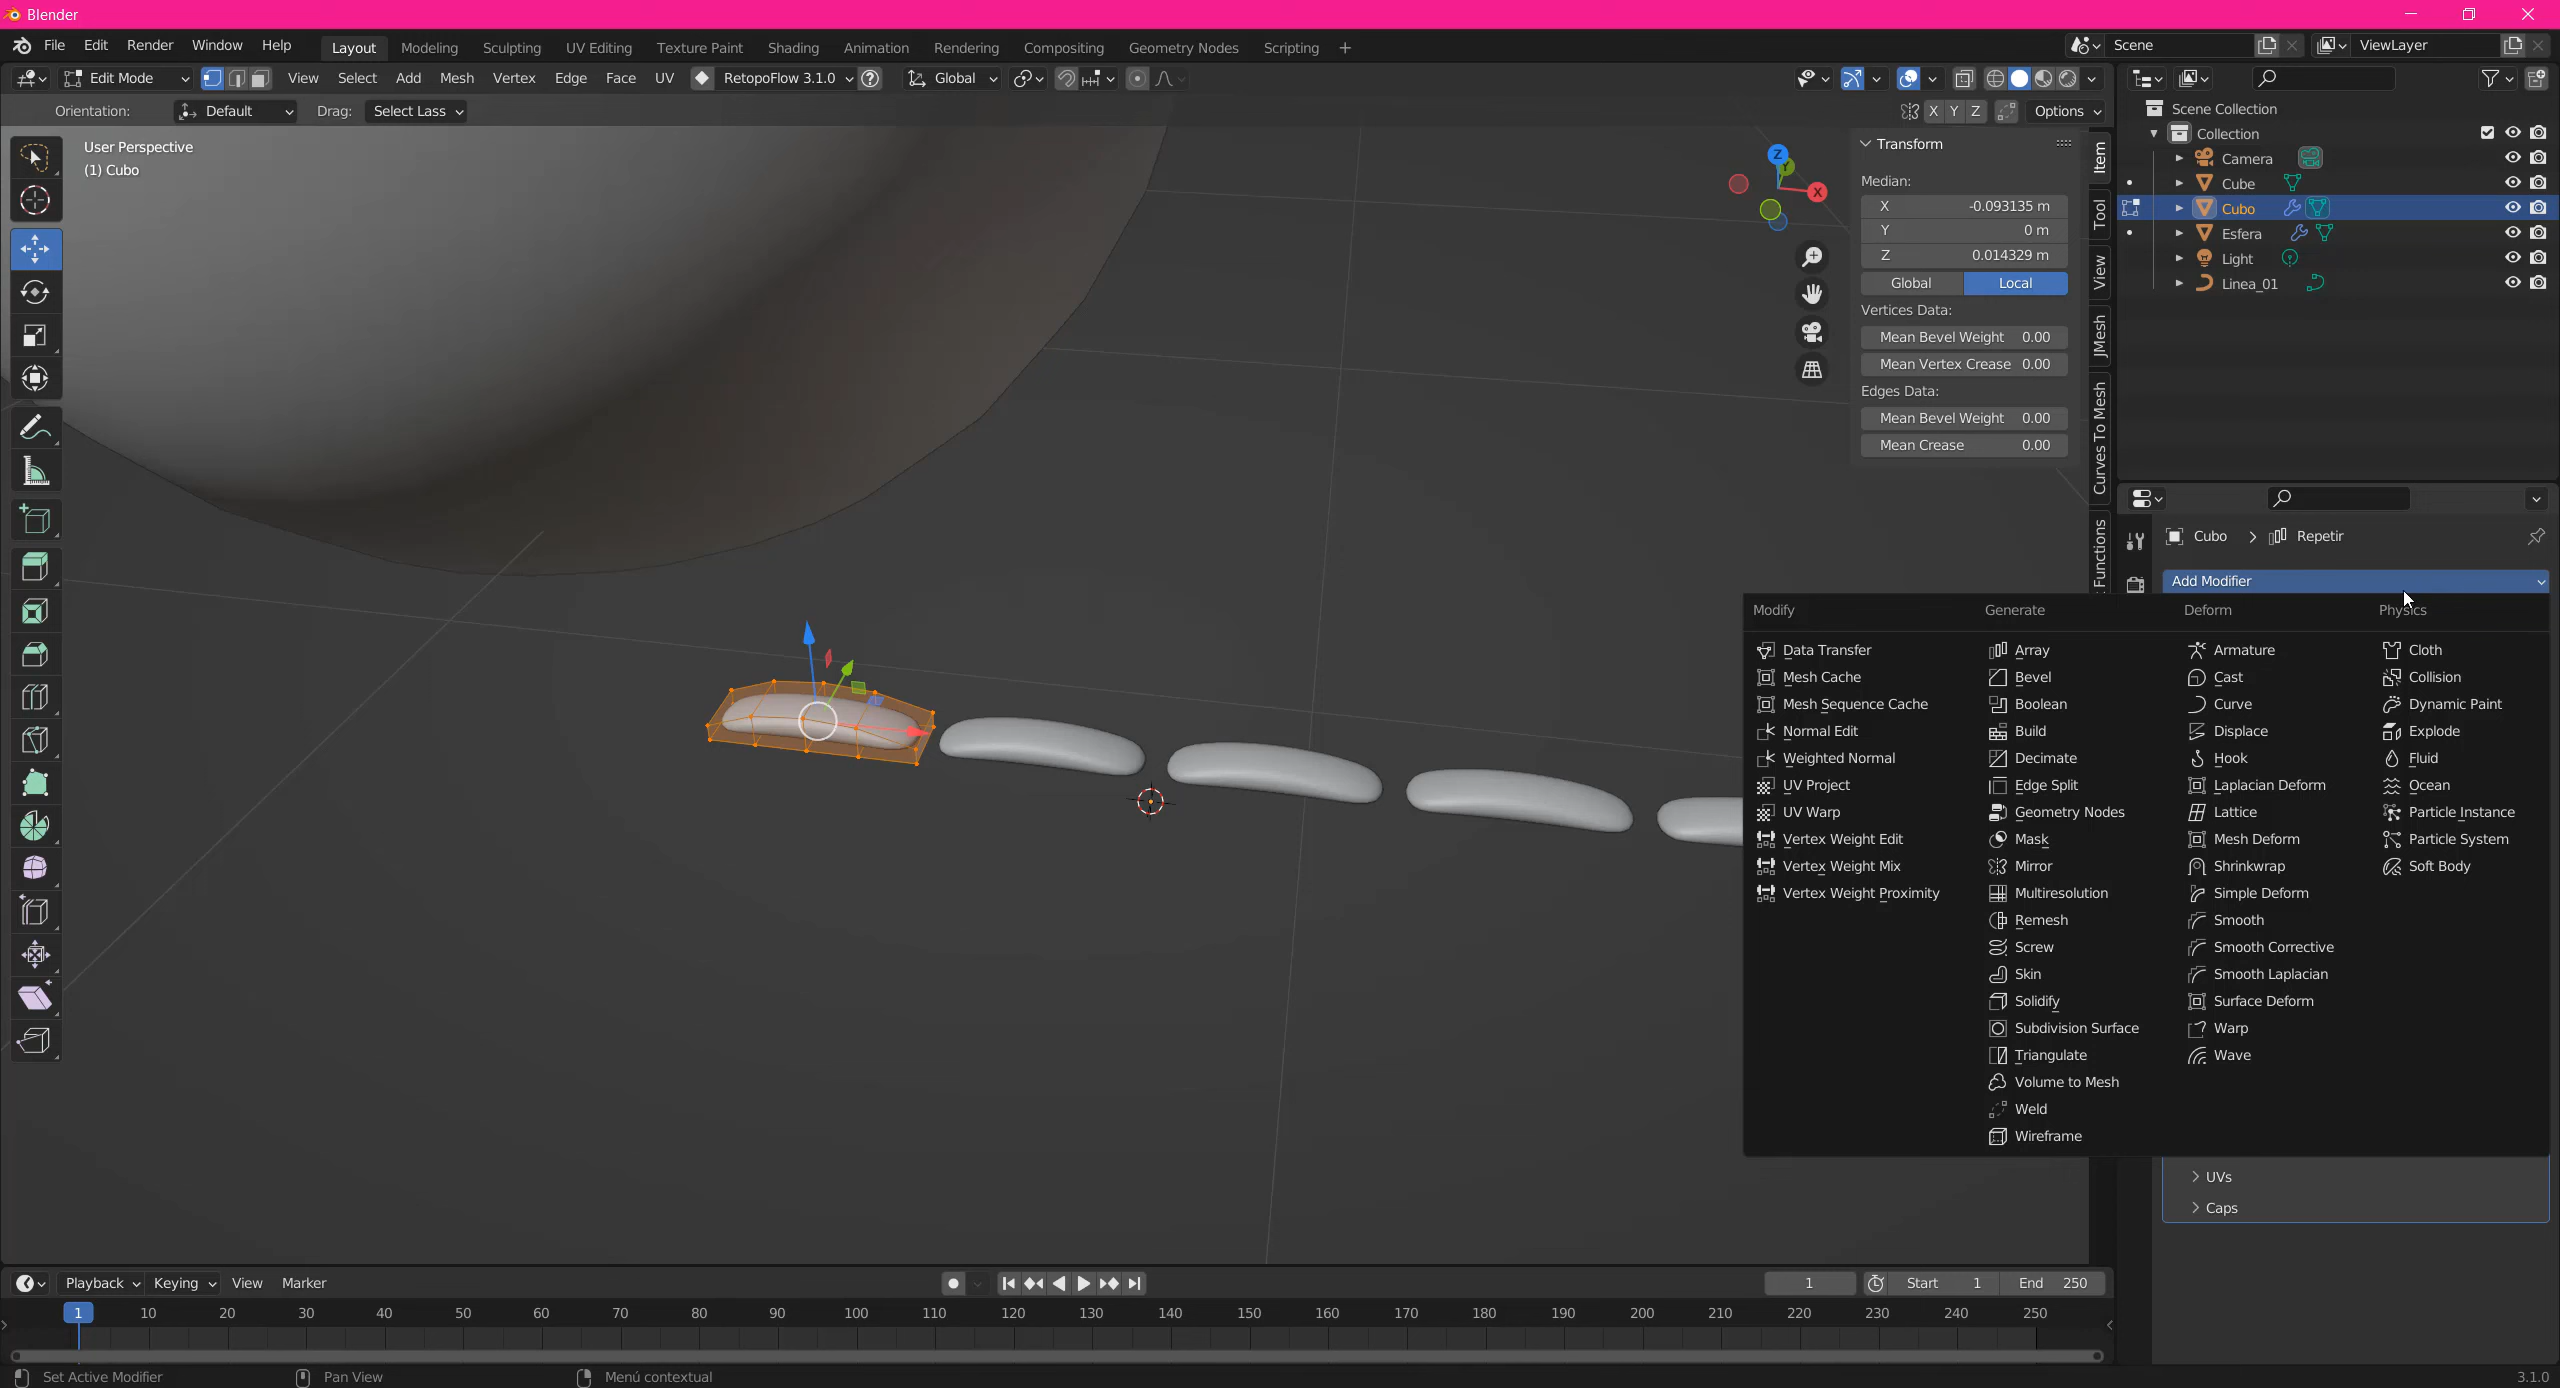 Blender
File Edit Render Window Help Layout Modeling Sculpting UV Editing Texture Paint Shading Animation Rendering Compositing Geometry Nodes Scripting + Scene ViewLayer
Edit Mode View Select Add Mesh Vertex Edge Face UV RetopoFlow 3.1.0 Global
Orientation: Default Drag: Select Lass X Y Z Options
User Perspective
(1) Cubo
Z
Y
X
Transform
Median:
X -0.093135 m
Y 0 m
Z 0.014329 m
Global Local
Vertices Data:
Mean Bevel Weight 0.00
Mean Vertex Crease 0.00
Edges Data:
Mean Bevel Weight 0.00
Mean Crease 0.00
Item
Tool
View
JMesh
Curves To Mesh
Functions
Scene Collection
Collection
Camera
Cube
Cubo
Esfera
Light
Linea_01
Cubo > Repetir
Add Modifier
Modify
Data Transfer
Mesh Cache
Mesh Sequence Cache
Normal Edit
Weighted Normal
UV Project
UV Warp
Vertex Weight Edit
Vertex Weight Mix
Vertex Weight Proximity
Generate
Array
Bevel
Boolean
Build
Decimate
Edge Split
Geometry Nodes
Mask
Mirror
Multiresolution
Remesh
Screw
Skin
Solidify
Subdivision Surface
Triangulate
Volume to Mesh
Weld
Wireframe
Deform
Armature
Cast
Curve
Displace
Hook
Laplacian Deform
Lattice
Mesh Deform
Shrinkwrap
Simple Deform
Smooth
Smooth Corrective
Smooth Laplacian
Surface Deform
Warp
Wave
Physics
Cloth
Collision
Dynamic Paint
Explode
Fluid
Ocean
Particle Instance
Particle System
Soft Body
UVs
Caps
Playback Keying View Marker 1 Start 1 End 250
1 10 20 30 40 50 60 70 80 90 100 110 120 130 140 150 160 170 180 190 200 210 220 230 240 250
Set Active Modifier Pan View Menú contextual 3.1.0